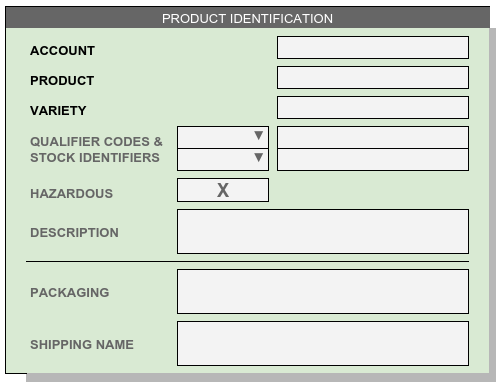 PRODUCT IDENTIFICATION
ACCOUNT
PRODUCT
VARIETY
QUALIFIER CODES &
STOCK IDENTIFIERS
HAZARDOUS X
DESCRIPTION
PACKAGING
SHIPPING NAME